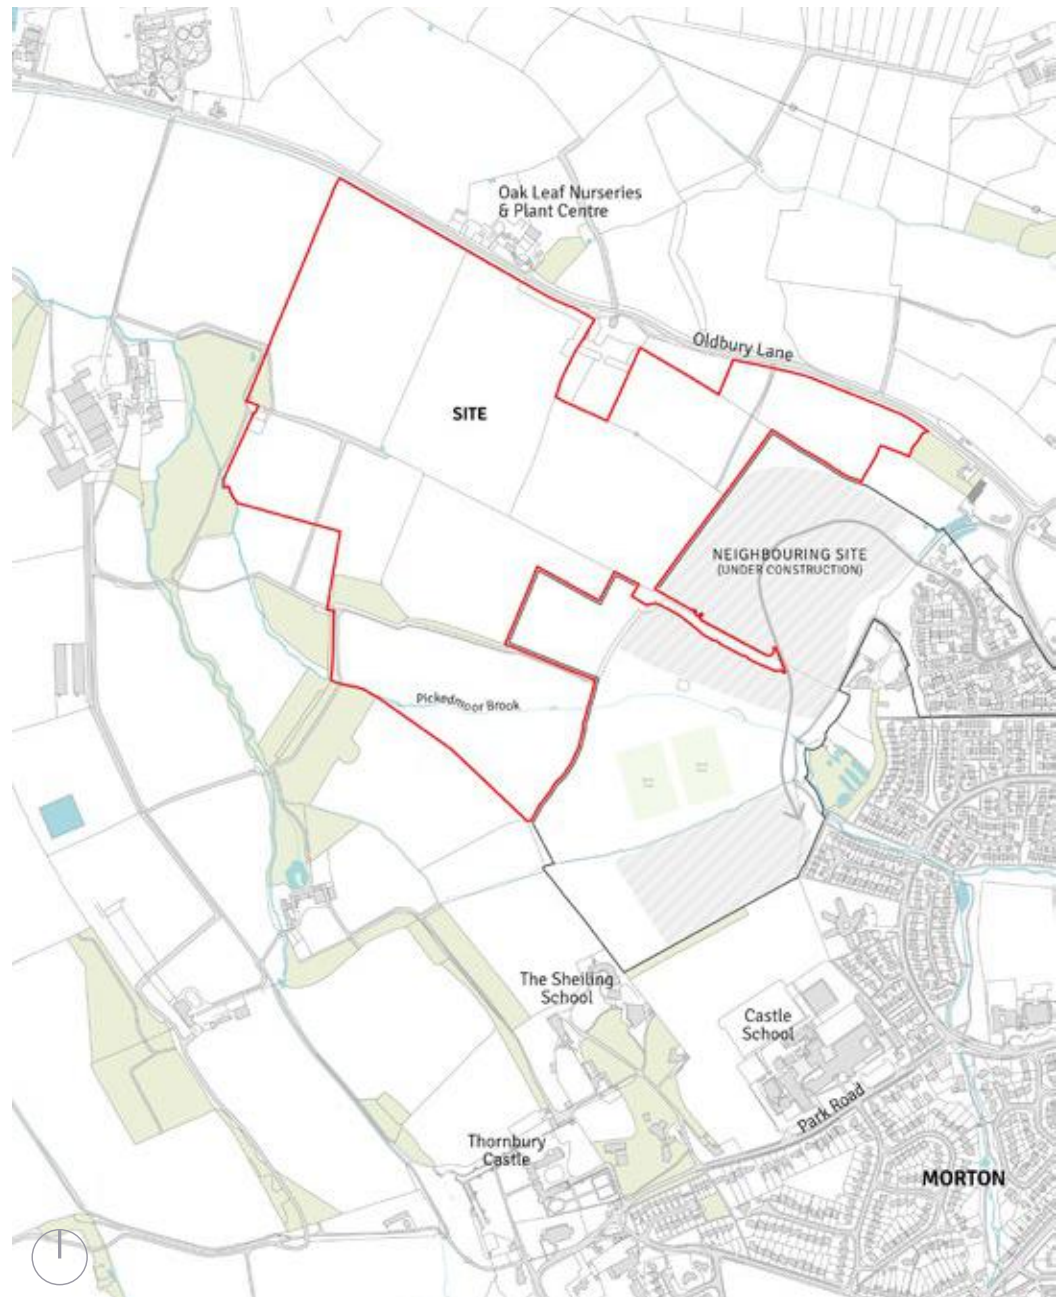 Oak Leaf Nurseries
& Plant Centre
Oldbury Lane
SITE
NEIGHBOURING SITE
(UNDER CONSTRUCTION)
Pickedmoor Brook
The Sheiling
School
Castle
School
Park Road
Thornbury
Castle
MORTON